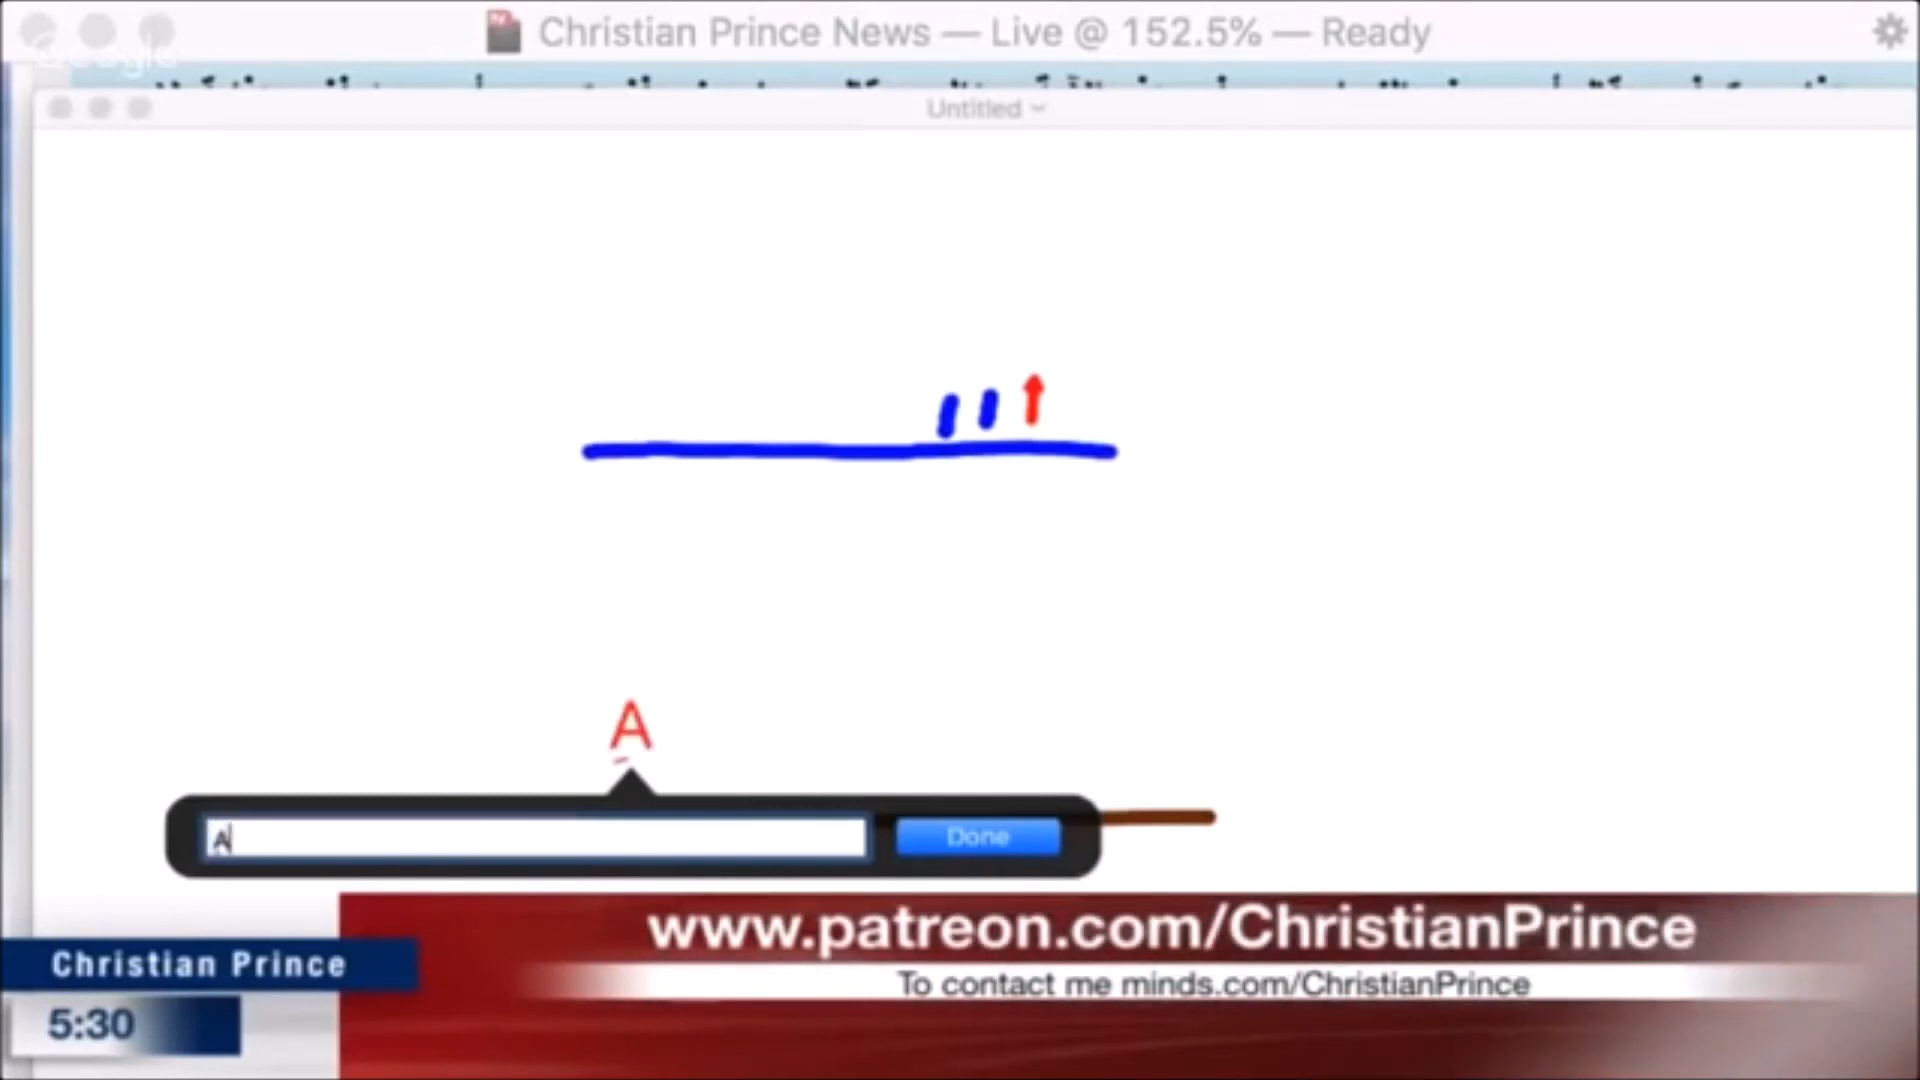 Christian Prince News — Live @ 152.5% — Ready
Google
Untitled
A
A
Done
www.patreon.com/ChristianPrince
To contact me minds.com/ChristianPrince
Christian Prince
5:30